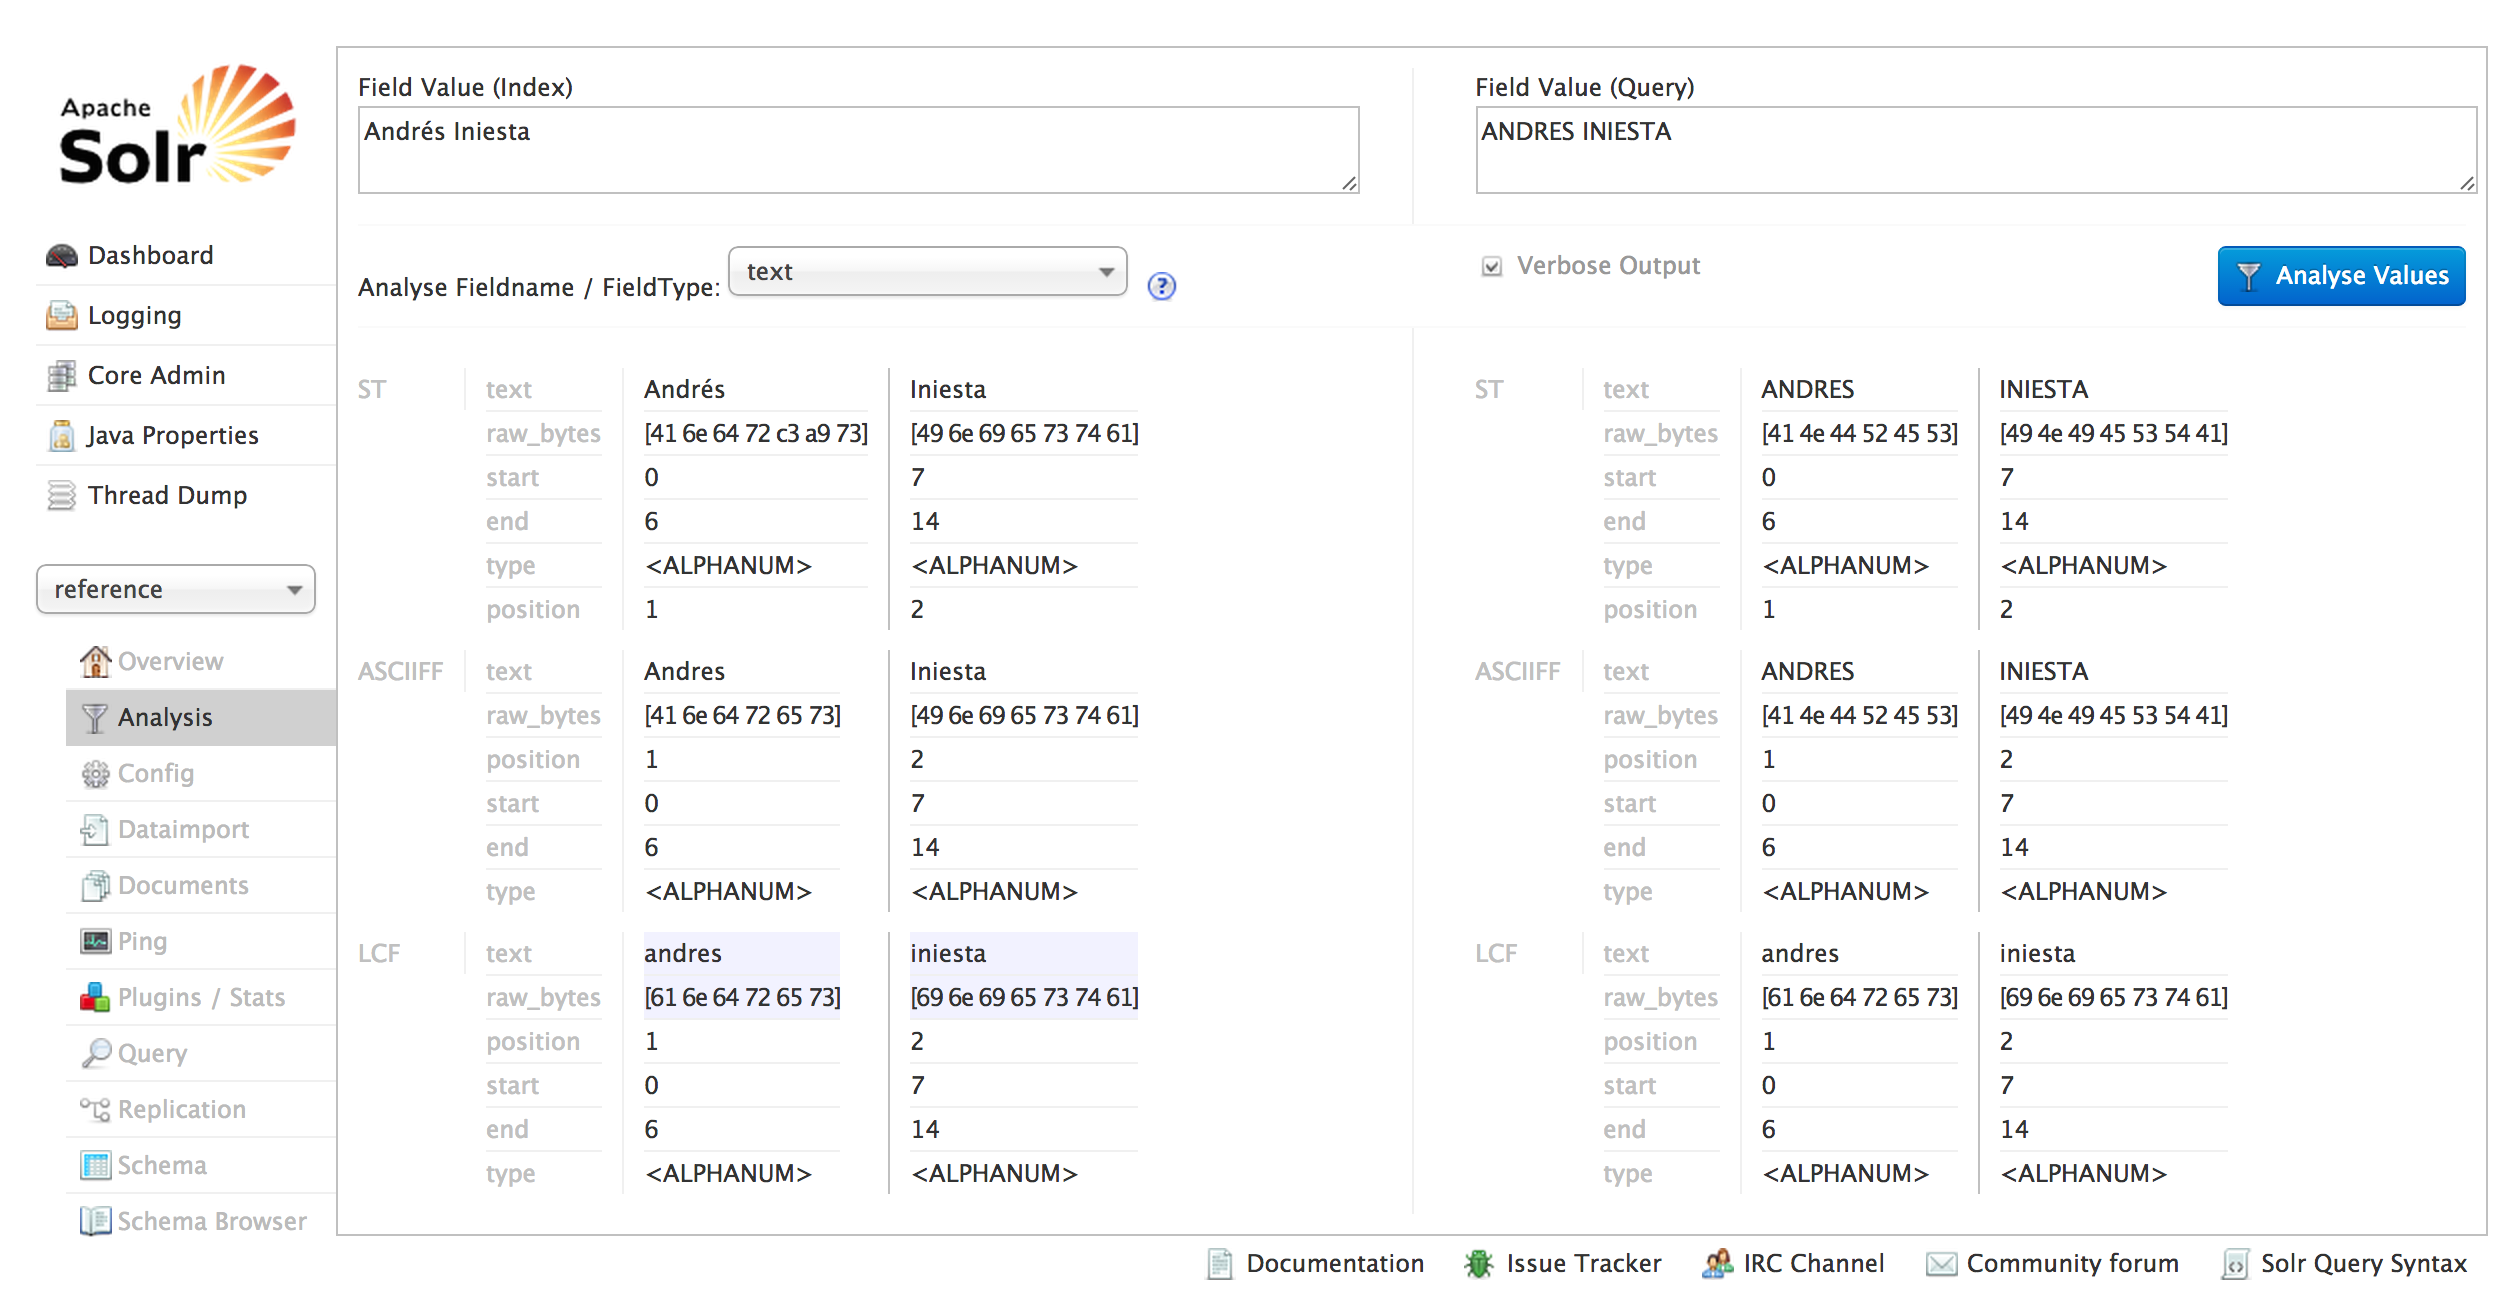 Apache
Solr
Dashboard
Logging
Core Admin
Java Properties
Thread Dump
reference
Overview
Analysis
Config
Dataimport
Documents
Ping
Plugins / Stats
Query
Replication
Schema
Schema Browser
Field Value (Index)
Andrés Iniesta
Field Value (Query)
ANDRES INIESTA
Analyse Fieldname / FieldType: text ?
Verbose Output
Analyse Values
ST text Andrés Iniesta
raw_bytes [41 6e 64 72 c3 a9 73] [49 6e 69 65 73 74 61]
start 0 7
end 6 14
type <ALPHANUM> <ALPHANUM>
position 1 2
ASCIIFF text Andres Iniesta
raw_bytes [41 6e 64 72 65 73] [49 6e 69 65 73 74 61]
position 1 2
start 0 7
end 6 14
type <ALPHANUM> <ALPHANUM>
LCF text andres iniesta
raw_bytes [61 6e 64 72 65 73] [69 6e 69 65 73 74 61]
position 1 2
start 0 7
end 6 14
type <ALPHANUM> <ALPHANUM>
ST text ANDRES INIESTA
raw_bytes [41 4e 44 52 45 53] [49 4e 49 45 53 54 41]
start 0 7
end 6 14
type <ALPHANUM> <ALPHANUM>
position 1 2
ASCIIFF text ANDRES INIESTA
raw_bytes [41 4e 44 52 45 53] [49 4e 49 45 53 54 41]
position 1 2
start 0 7
end 6 14
type <ALPHANUM> <ALPHANUM>
LCF text andres iniesta
raw_bytes [61 6e 64 72 65 73] [69 6e 69 65 73 74 61]
position 1 2
start 0 7
end 6 14
type <ALPHANUM> <ALPHANUM>
Documentation Issue Tracker IRC Channel Community forum Solr Query Syntax